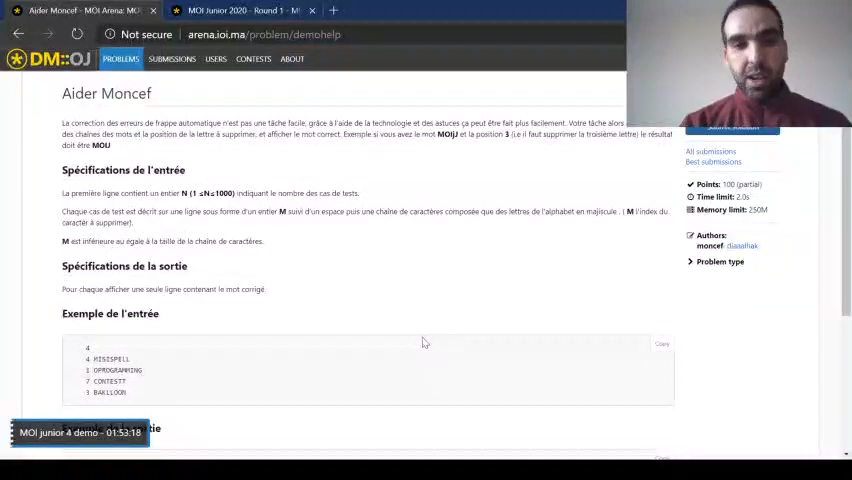 Aider Moncef - MOI Arena: MO
MOI Junior 2020 - Round 1 - M
Not secure
arena.ioi.ma/problem/demohelp
DM::OJ
PROBLEMS
SUBMISSIONS
USERS
CONTESTS
ABOUT
Aider Moncef
La correction des erreurs de frappe automatique n'est pas une tâche facile, grâce à l'aide de la technologie et des astuces ça peut être fait plus facilement. Votre tâche alors
des chaînes des mots et la position de la lettre à supprimer, et afficher le mot correct. Exemple si vous avez le mot MOIJJ et la position 3 (i.e il faut supprimer la troisième lettre) le résultat
doit être MOIJ
Spécifications de l'entrée
La première ligne contient un entier N (1 ≤N≤1000) indiquant le nombre des cas de tests.
Chaque cas de test est décrit sur une ligne sous forme d'un entier M suivi d'un espace puis une chaîne de caractères composée que des lettres de l'alphabet en majiscule . ( M l'index du
caractèr à supprimer).
M est inférieure au égale à la taille de la chaîne de caractères.
Spécifications de la sortie
Pour chaque afficher une seule ligne contenant le mot corrigé.
Exemple de l'entrée
Copy
4
4 MISISPELL
1 OPROGRAMMING
7 CONTESTT
3 BAKLLOON
tie
MOI junior 4 demo - 01:53:18
All submissions
Best submissions
Points: 100 (partial)
Time limit: 2.0s
Memory limit: 250M
Authors:
moncef, diaaalhak
Problem type